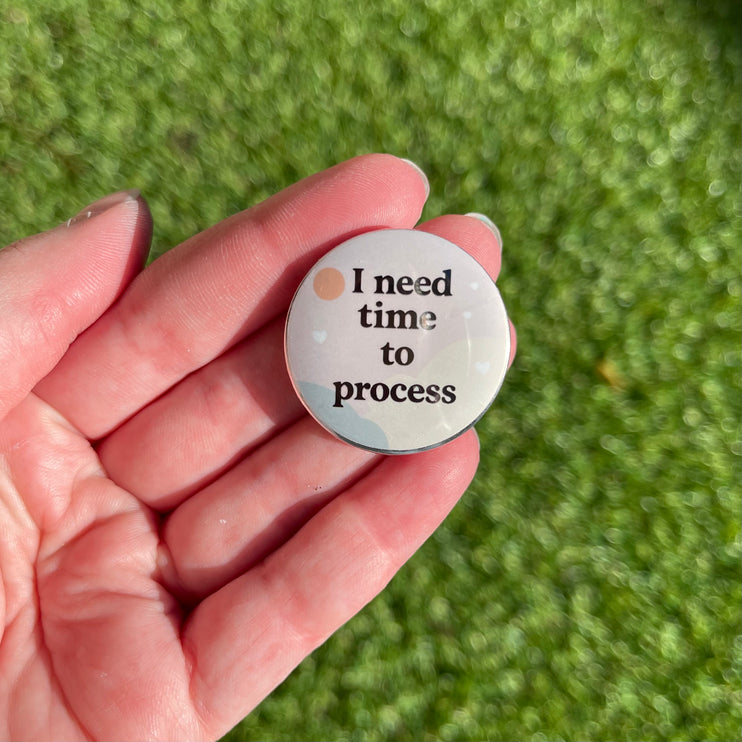 I need
time
to
process